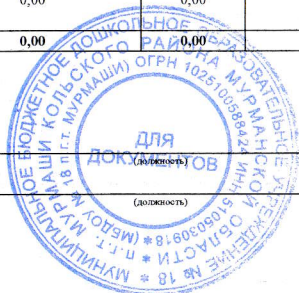 0,00 0,00
0,00 0,00
МУНИЦИПАЛЬНОЕ БЮДЖЕТНОЕ ДОШКОЛЬНОЕ ОБРАЗОВАТЕЛЬНОЕ УЧРЕЖДЕНИЕ № 18 *
П.Г.Т. МУРМАШИ КОЛЬСКОГО РАЙОНА МУРМАНСКОЙ ОБЛАСТИ *
(МБДОУ № 18 п.г.т. МУРМАШИ) ОГРН ИНН 5105030918 *
ДЛЯ
ДОКУМЕНТОВ
(должность)
(должность)